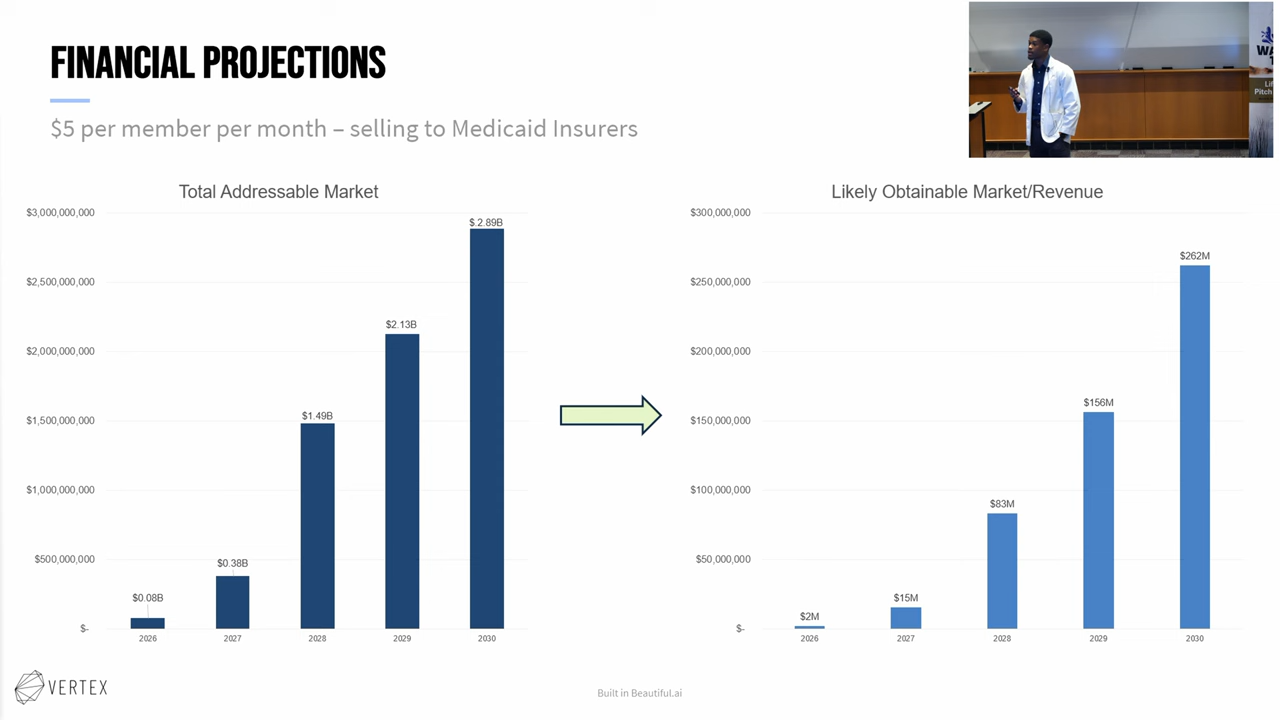 FINANCIAL PROJECTIONS
$5 per member per month – selling to Medicaid Insurers
Total Addressable Market
$3,000,000,000
$2,500,000,000
$2,000,000,000
$1,500,000,000
$1,000,000,000
$500,000,000
$-
$0.08B
$0.38B
$1.49B
$2.13B
$ 2.89B
2026
2027
2028
2029
2030
Likely Obtainable Market/Revenue
$300,000,000
$250,000,000
$200,000,000
$150,000,000
$100,000,000
$50,000,000
$-
$2M
$15M
$83M
$156M
$262M
2026
2027
2028
2029
2030
VERTEX
Built in Beautiful.ai
Pitch